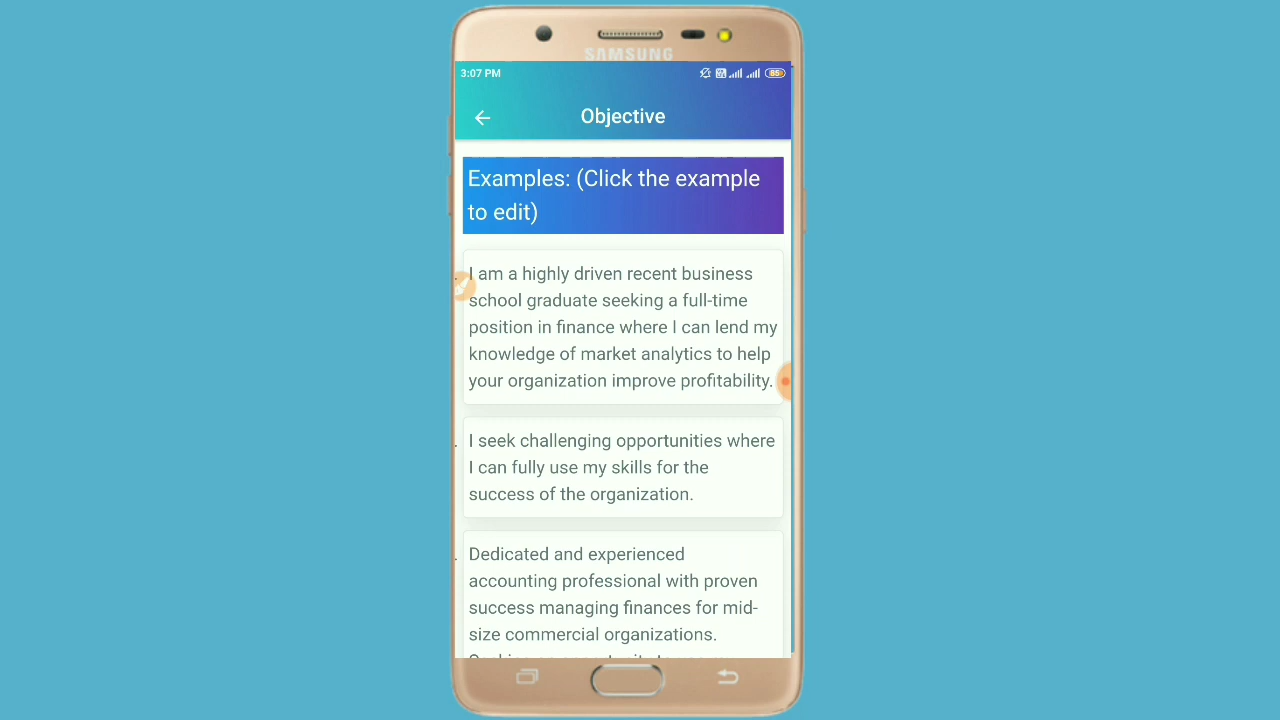 SAMSUNG
3:07 PM
85
Objective
Examples: (Click the example
to edit)
I am a highly driven recent business
school graduate seeking a full-time
position in finance where I can lend my
knowledge of market analytics to help
your organization improve profitability.
I seek challenging opportunities where
I can fully use my skills for the
success of the organization.
Dedicated and experienced
accounting professional with proven
success managing finances for mid-
size commercial organizations.